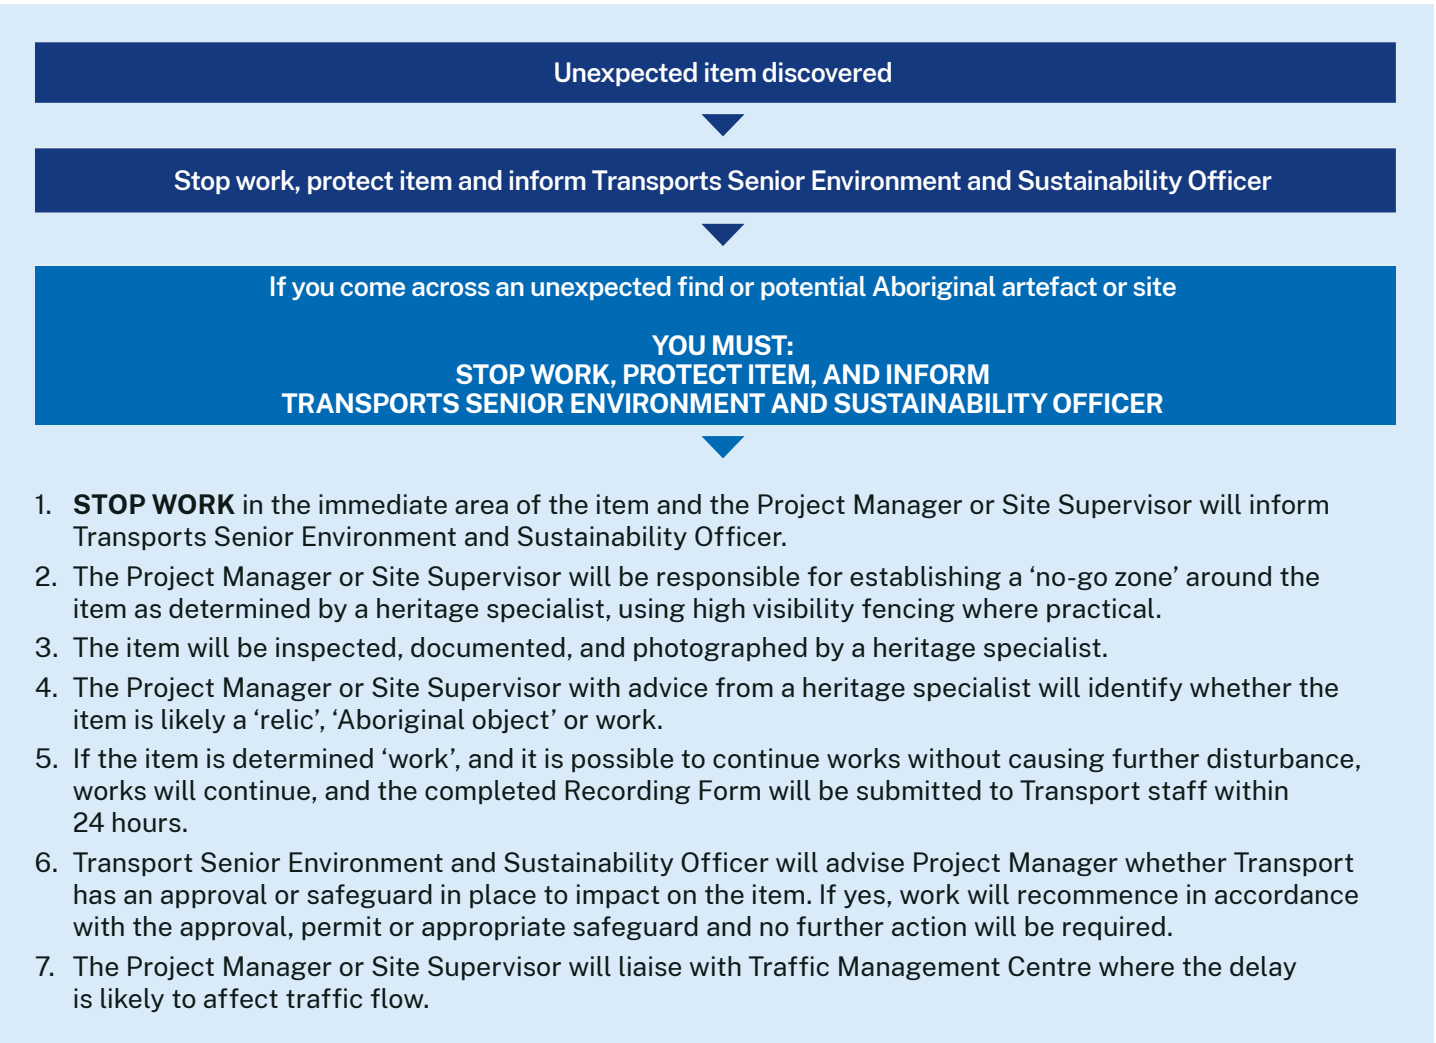 Unexpected item discovered
Stop work, protect item and inform Transports Senior Environment and Sustainability Officer
If you come across an unexpected find or potential Aboriginal artefact or site
YOU MUST:
STOP WORK, PROTECT ITEM, AND INFORM
TRANSPORTS SENIOR ENVIRONMENT AND SUSTAINABILITY OFFICER
1. STOP WORK in the immediate area of the item and the Project Manager or Site Supervisor will inform
Transports Senior Environment and Sustainability Officer.
2. The Project Manager or Site Supervisor will be responsible for establishing a ‘no-go zone’ around the
item as determined by a heritage specialist, using high visibility fencing where practical.
3. The item will be inspected, documented, and photographed by a heritage specialist.
4. The Project Manager or Site Supervisor with advice from a heritage specialist will identify whether the
item is likely a ‘relic’, ‘Aboriginal object’ or work.
5. If the item is determined ‘work’, and it is possible to continue works without causing further disturbance,
works will continue, and the completed Recording Form will be submitted to Transport staff within
24 hours.
6. Transport Senior Environment and Sustainability Officer will advise Project Manager whether Transport
has an approval or safeguard in place to impact on the item. If yes, work will recommence in accordance
with the approval, permit or appropriate safeguard and no further action will be required.
7. The Project Manager or Site Supervisor will liaise with Traffic Management Centre where the delay
is likely to affect traffic flow.